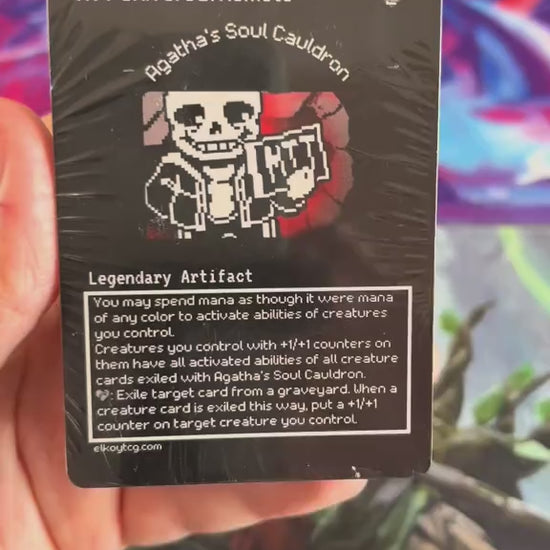 Agatha's Soul Cauldron
HIT
Legendary Artifact
You may spend mana as though it were mana
of any color to activate abilities of creatures
you control.
Creatures you control with +1/+1 counters on
them have all activated abilities of all creature
cards exiled with Agatha's Soul Cauldron.
: Exile target card from a graveyard. When a
creature card is exiled this way, put a +1/+1
counter on target creature you control.
elkoytcg.com